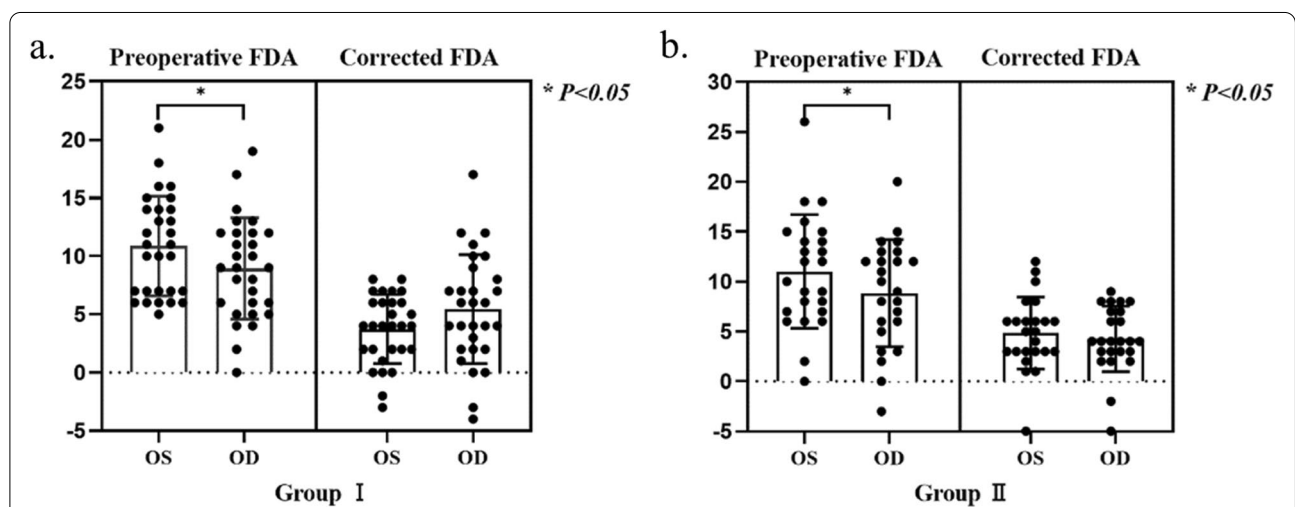 a.
Preoperative FDA Corrected FDA
* P<0.05
*
25
20
15
10
5
0
-5
OS OD OS OD
Group Ⅰ
b.
Preoperative FDA Corrected FDA
* P<0.05
*
30
25
20
15
10
5
0
-5
OS OD OS OD
Group Ⅱ